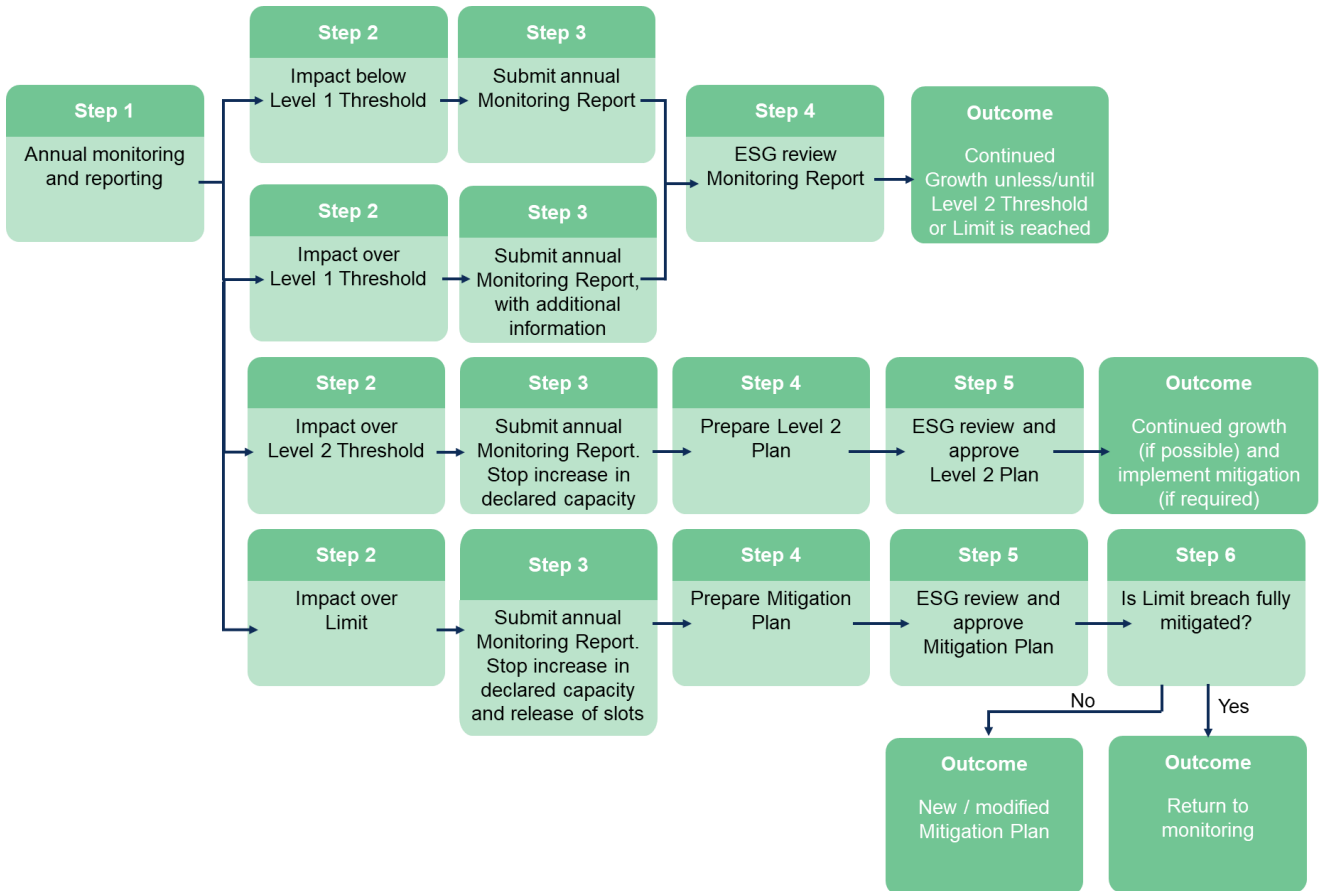 Step 1
Annual monitoring
and reporting
Step 2
Impact below
Level 1 Threshold
Step 3
Submit annual
Monitoring Report
Step 2
Impact over
Level 1 Threshold
Step 3
Submit annual
Monitoring Report,
with additional
information
Step 4
ESG review
Monitoring Report
Outcome
Continued
Growth unless/until
Level 2 Threshold
or Limit is reached
Step 2
Impact over
Level 2 Threshold
Step 3
Submit annual
Monitoring Report.
Stop increase in
declared capacity
Step 4
Prepare Level 2
Plan
Step 5
ESG review and
approve
Level 2 Plan
Outcome
Continued growth
(if possible) and
implement mitigation
(if required)
Step 2
Impact over
Limit
Step 3
Submit annual
Monitoring Report.
Stop increase in
declared capacity
and release of slots
Step 4
Prepare Mitigation
Plan
Step 5
ESG review and
approve
Mitigation Plan
Step 6
Is Limit breach fully
mitigated?
No
Yes
Outcome
New / modified
Mitigation Plan
Outcome
Return to
monitoring